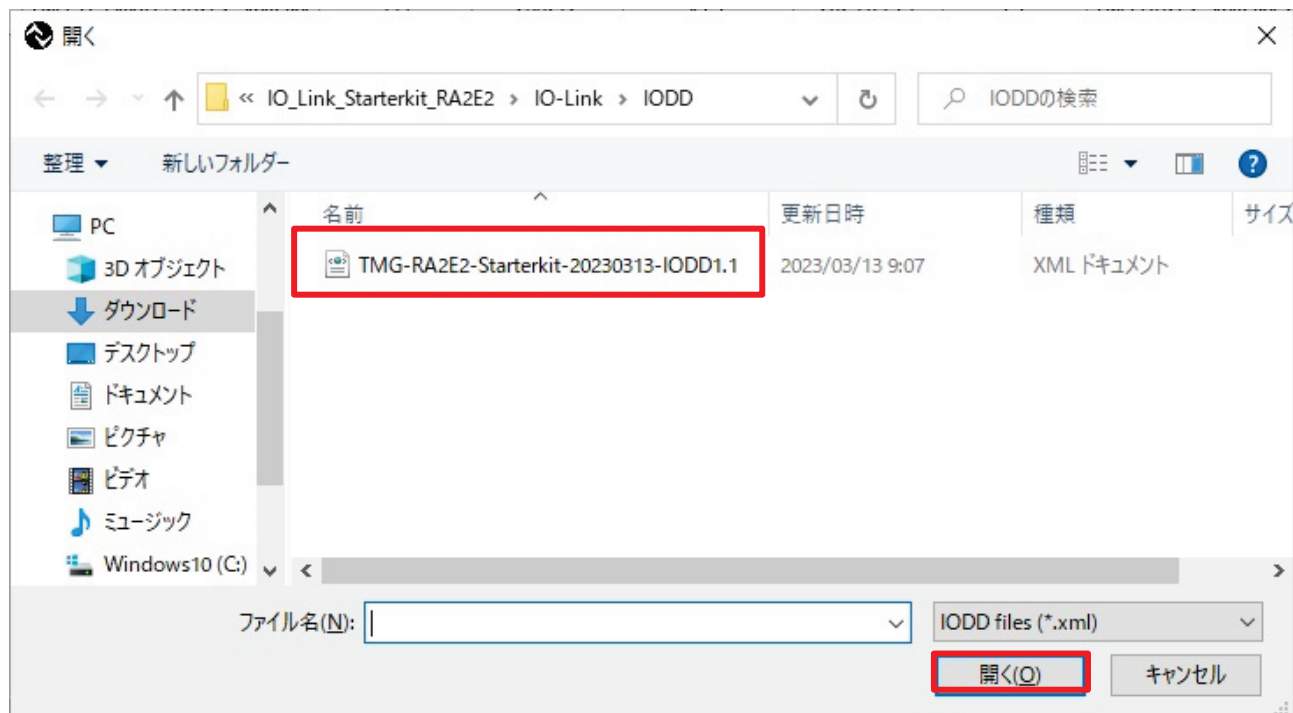 開く
« IO_Link_Starterkit_RA2E2 › IO-Link › IODD
IODDの検索
整理 新しいフォルダー
名前 更新日時 種類 サイズ
TMG-RA2E2-Starterkit-20230313-IODD1.1 2023/03/13 9:07 XML ドキュメント
PC
3D オブジェクト
ダウンロード
デスクトップ
ドキュメント
ピクチャ
ビデオ
ミュージック
Windows10 (C:)
ファイル名(N): IODD files (*.xml)
開く(O) キャンセル